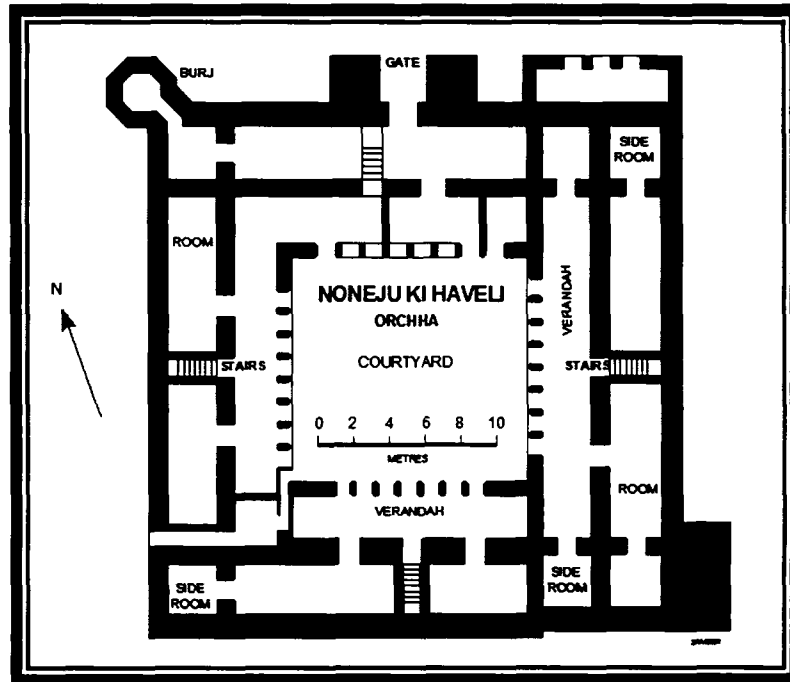 BURJ
GATE
SIDE
ROOM
ROOM
N
NONEJU KI HAVELI
ORCHHA
COURTYARD
VERANDAH
STAIRS
STAIRS
0 2 4 6 8 10
METRES
ROOM
VERANDAH
SIDE
ROOM
SIDE
ROOM